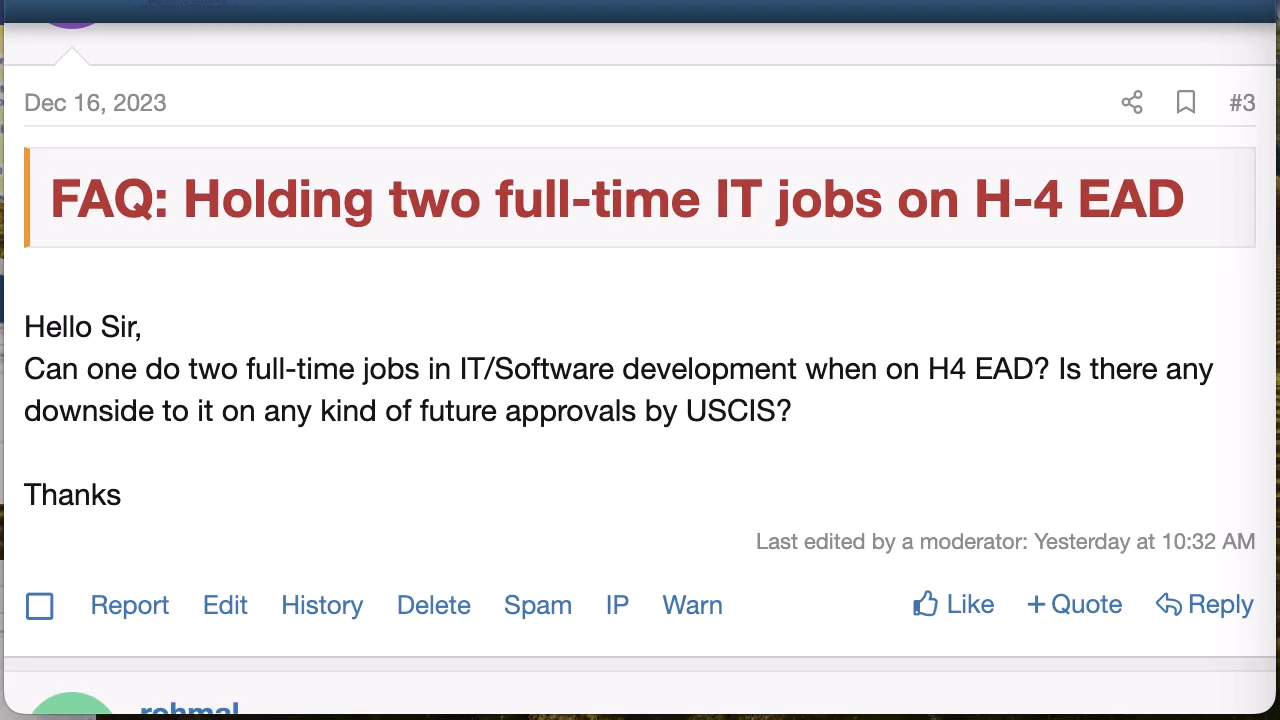 Dec 16, 2023
#3
FAQ: Holding two full-time IT jobs on H-4 EAD
Hello Sir,
Can one do two full-time jobs in IT/Software development when on H4 EAD? Is there any
downside to it on any kind of future approvals by USCIS?
Thanks
Last edited by a moderator: Yesterday at 10:32 AM
Report Edit History Delete Spam IP Warn Like + Quote Reply